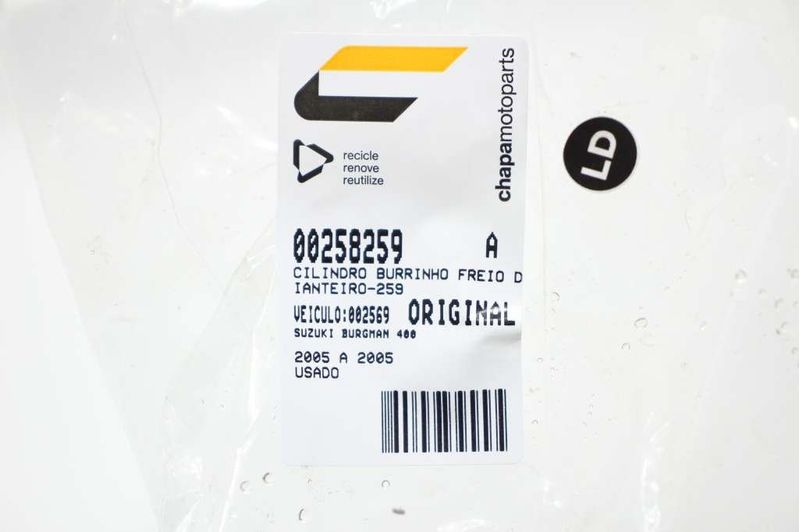 chapamotoparts
recicle
renove
reutilize
LD
00258259 A
CILINDRO BURRINHO FREIO D
IANTEIRO-259
VEICULO:002569 ORIGINAL
SUZUKI BURGMAN 400
2005 A 2005
USADO